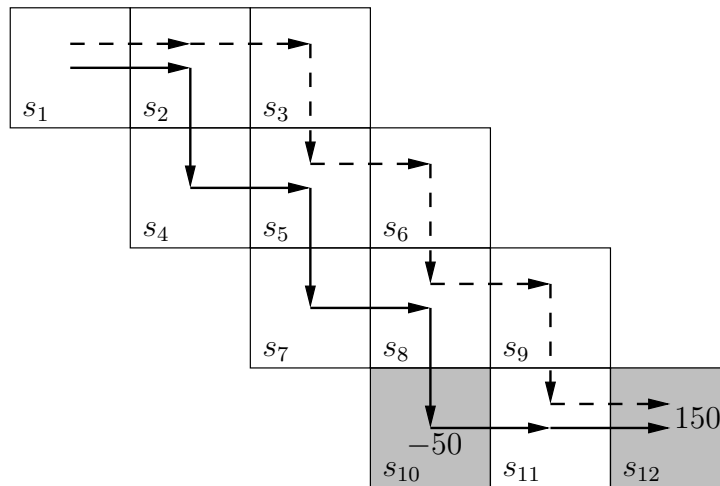 s₁ s₂ s₃
s₄ s₅ s₆
s₇ s₈ s₉
150
−50
s₁₀ s₁₁ s₁₂